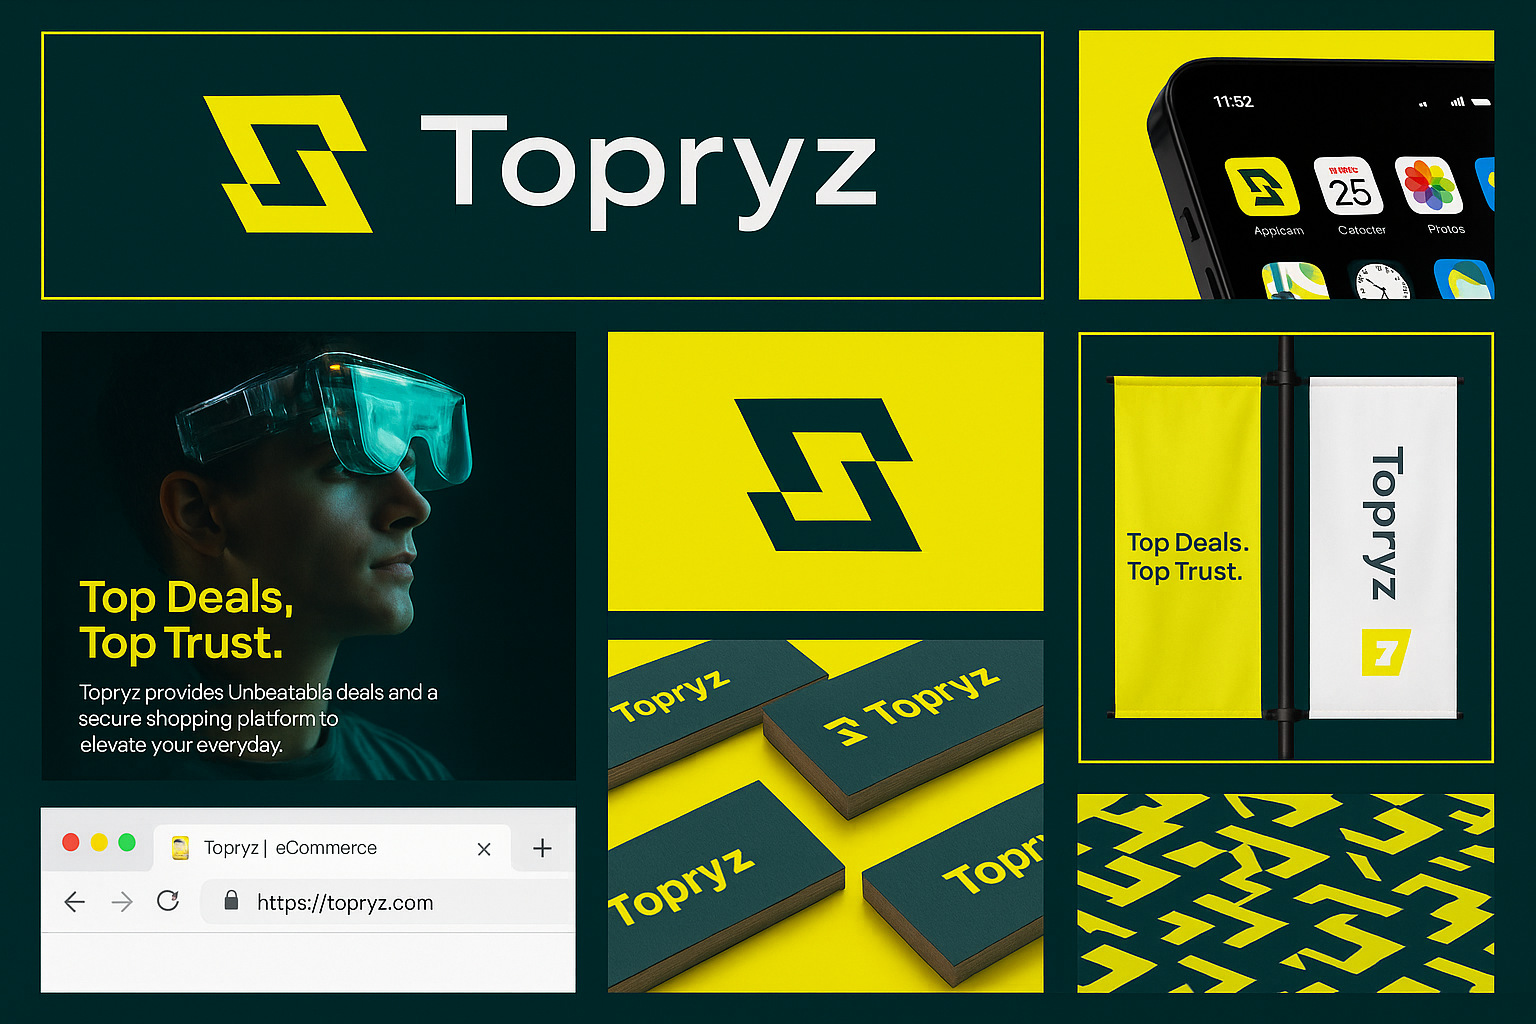 Topryz
11:52
25
Applcam
Catocter
Protos
Top Deals,
Top Trust.
Topryz provides Unbeatabla deals and a
secure shopping platform to
elevate your everyday.
Top Deals.
Top Trust.
Topryz
Topryz
Topryz
Topryz
Topry
Topryz | eCommerce
https://topryz.com